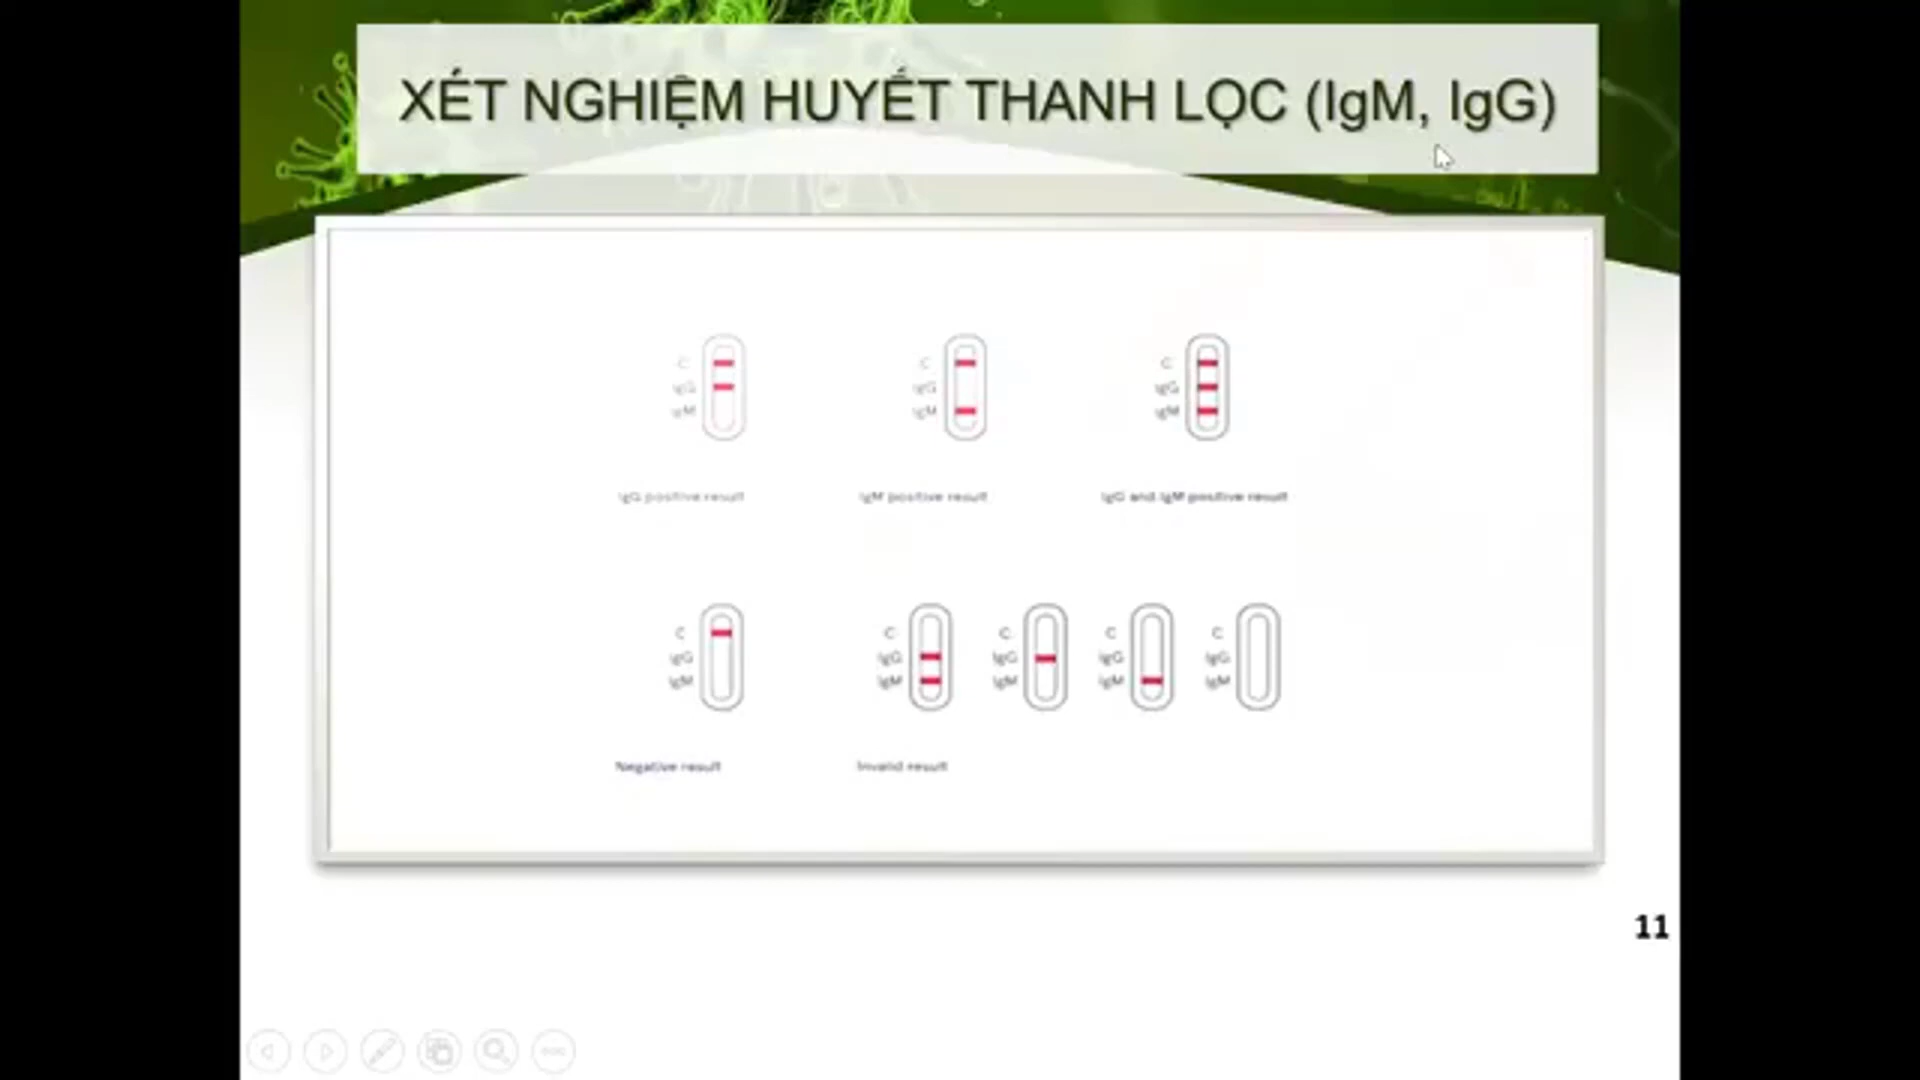 XÉT NGHIỆM HUYẾT THANH LỌC (IgM, IgG)
C
IgG
IgM
C
IgG
IgM
C
IgG
IgM
IgG positive result
IgM positive result
IgG and IgM positive result
C
IgG
IgM
C
IgG
IgM
C
IgG
IgM
C
IgG
IgM
C
IgG
IgM
Negative result
Invalid result
11